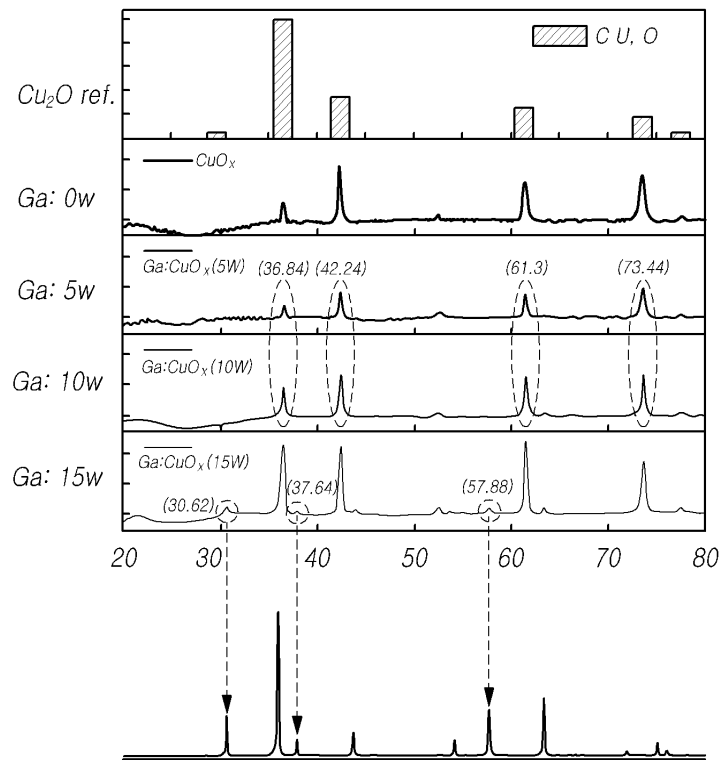 C U, O
Cu₂O ref.
CuOₓ
Ga: 0w
Ga:CuOₓ(5W)
(36.84) (42.24) (61.3) (73.44)
Ga: 5w
Ga:CuOₓ(10W)
Ga: 10w
Ga:CuOₓ(15W)
Ga: 15w
(30.62) (37.64) (57.88)
20 30 40 50 60 70 80